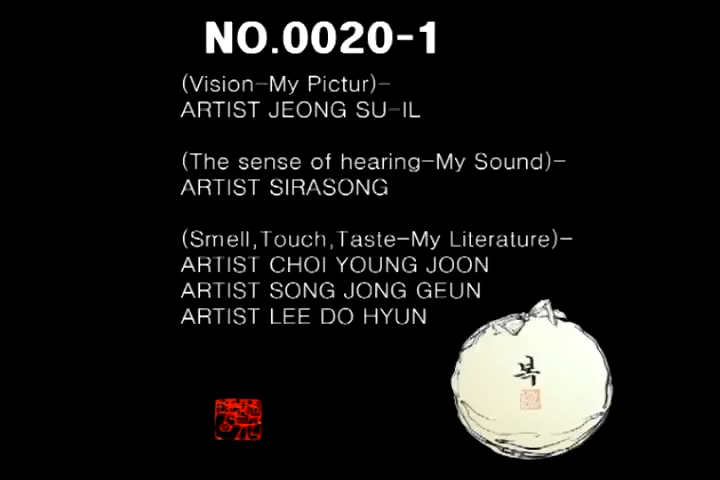 NO.0020-1
(Vision-My Pictur)-
ARTIST JEONG SU-IL
(The sense of hearing-My Sound)-
ARTIST SIRASONG
(Smell,Touch,Taste-My Literature)-
ARTIST CHOI YOUNG JOON
ARTIST SONG JONG GEUN
ARTIST LEE DO HYUN
복